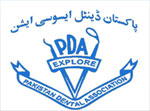 پاکستان ڈینٹل ایسوسی ایشن
PDA
EXPLORE
PAKISTAN DENTAL ASSOCIATION